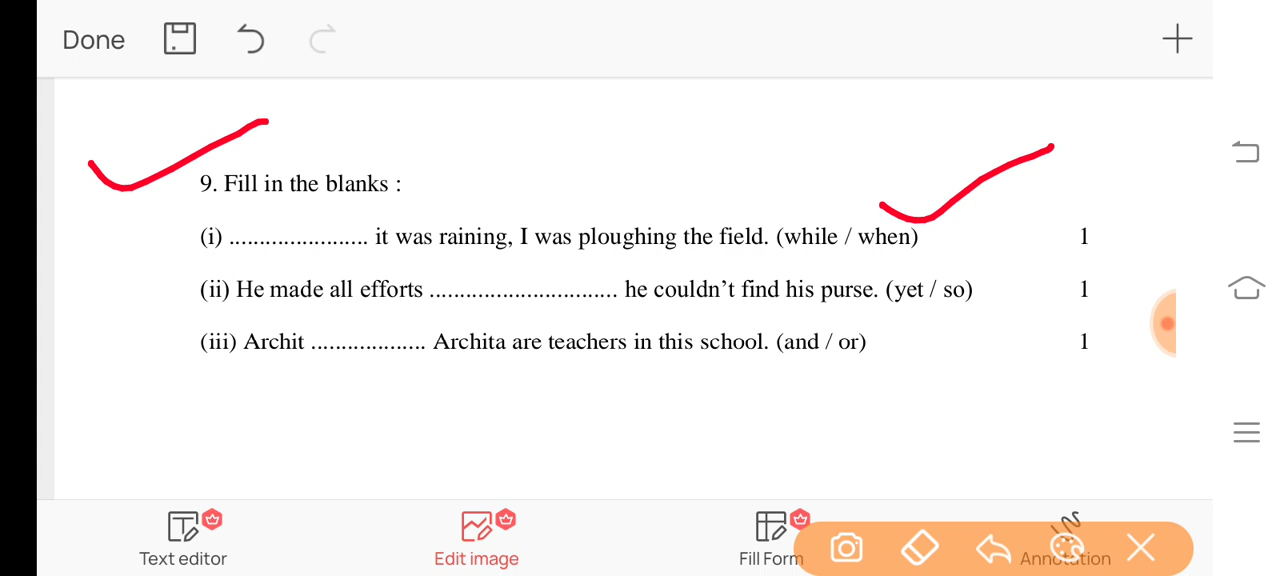 Done
9. Fill in the blanks :
(i) ....................... it was raining, I was ploughing the field. (while / when) 1
(ii) He made all efforts ............................... he couldn’t find his purse. (yet / so) 1
(iii) Archit ................... Archita are teachers in this school. (and / or) 1
Text editor Edit image Fill Form Annotation